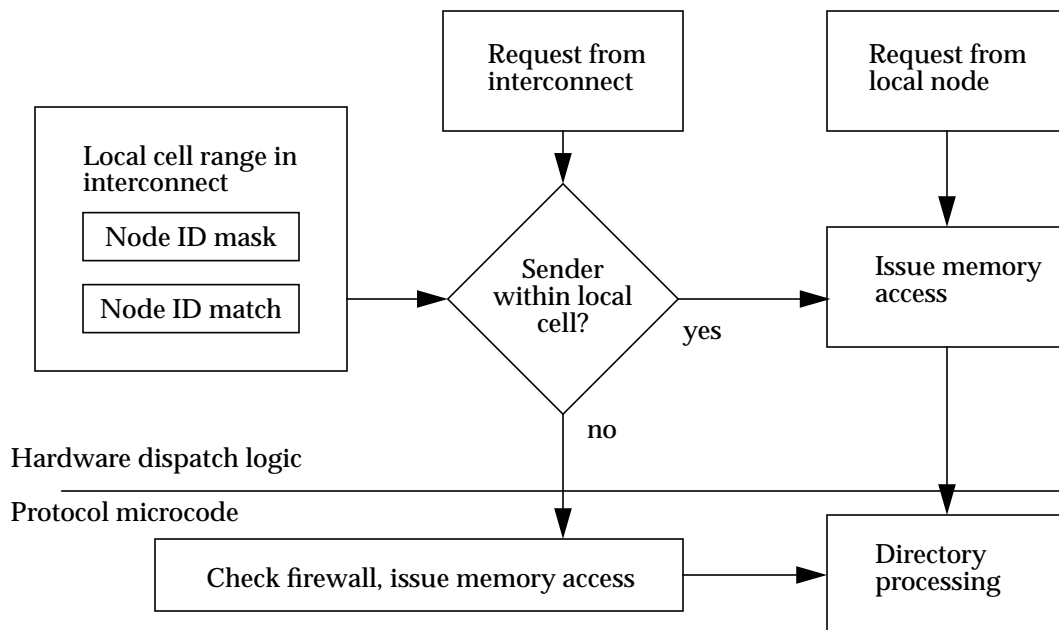 Request from
interconnect
Request from
local node
Local cell range in
interconnect
Node ID mask
Node ID match
Sender
within local
cell?
yes
no
Issue memory
access
Hardware dispatch logic
Protocol microcode
Check firewall, issue memory access
Directory
processing